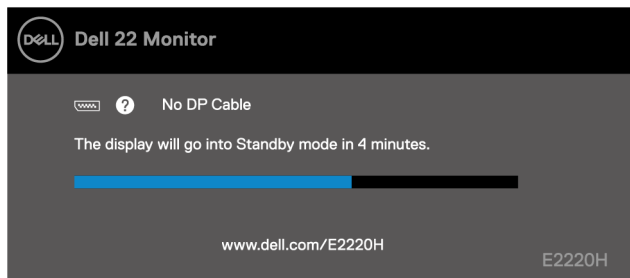 DELL
Dell 22 Monitor
? No DP Cable
The display will go into Standby mode in 4 minutes.
www.dell.com/E2220H
E2220H